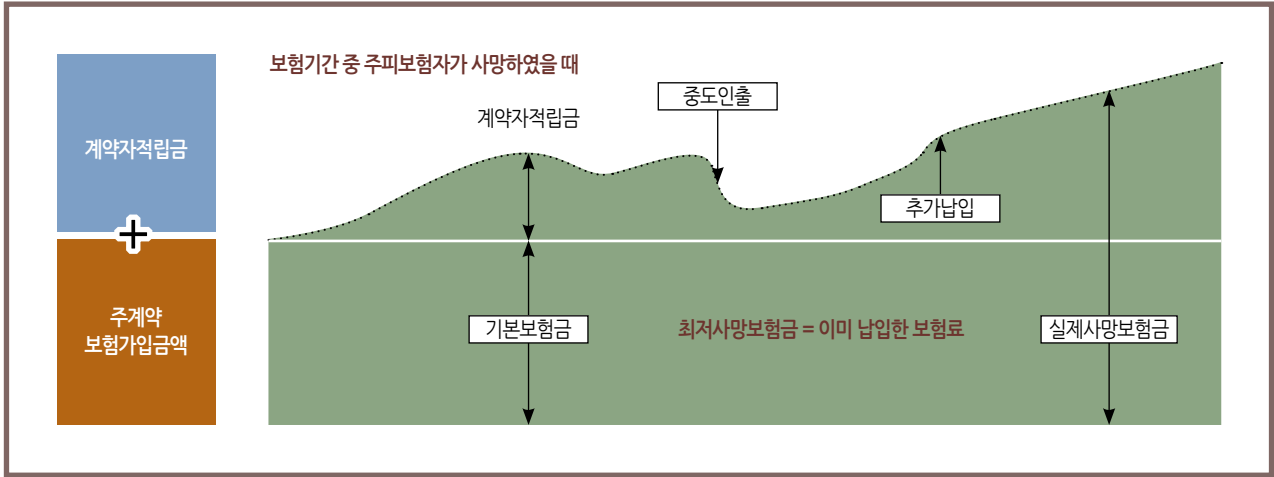 보험기간 중 주피보험자가 사망하였을 때
계약자적립금
+
주계약
보험가입금액
계약자적립금
중도인출
추가납입
기본보험금
최저사망보험금 = 이미 납입한 보험료
실제사망보험금